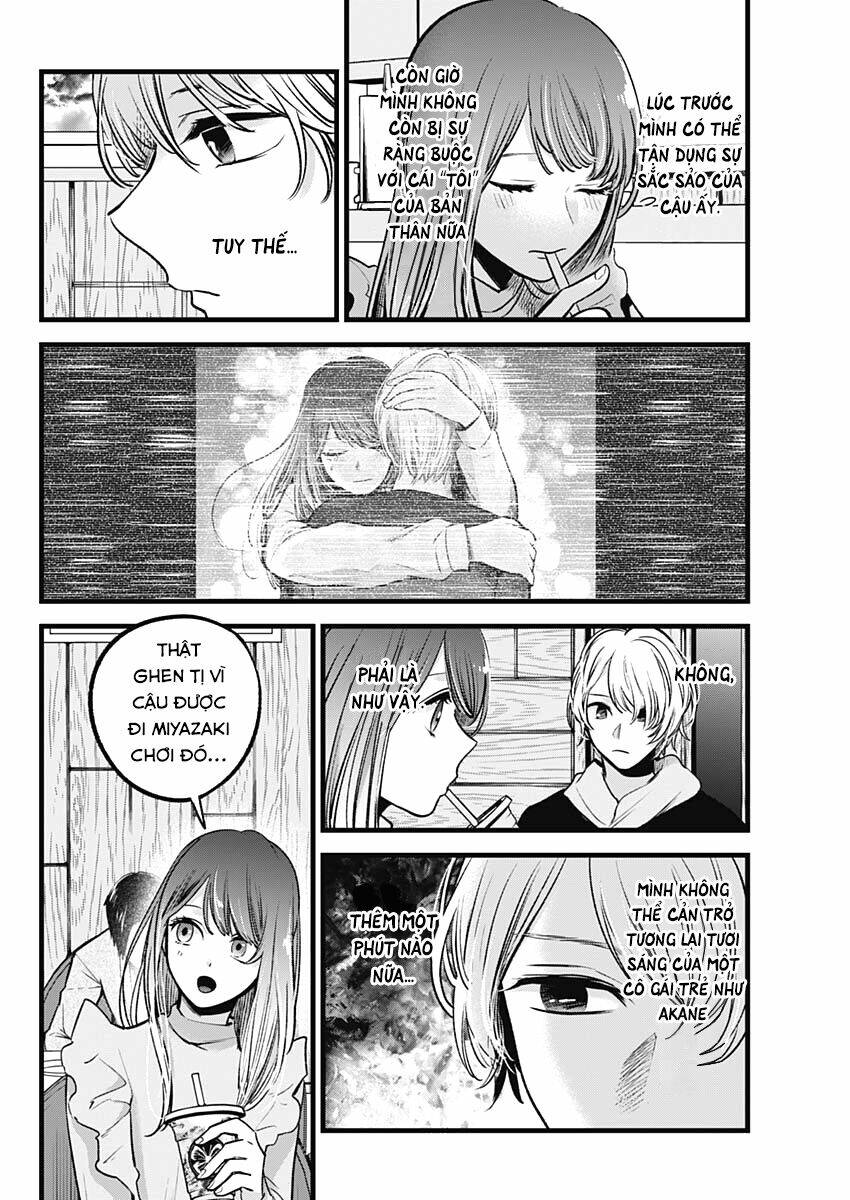 LÚC TRƯỚC
MÌNH CÓ THỂ
TẬN DỤNG SỰ
SẮC SẢO CỦA
CẬU ẤY.
CÒN GIỜ
MÌNH KHÔNG
CÒN BỊ SỰ
RÀNG BUỘC
VỚI CÁI "TÔI"
CỦA BẢN
THÂN NỮA
TUY THẾ...
KHÔNG,
PHẢI LÀ
NHƯ VẬY.
MÌNH KHÔNG
THỂ CẢN TRỞ
TƯƠNG LAI TƯƠI
SÁNG CỦA MỘT
CÔ GÁI TRẺ NHƯ
AKANE
THÊM MỘT
PHÚT NÀO
NỮA...
THẬT
GHEN TỊ VÌ
CẬU ĐƯỢC
ĐI MIYAZAKI
CHƠI ĐÓ...